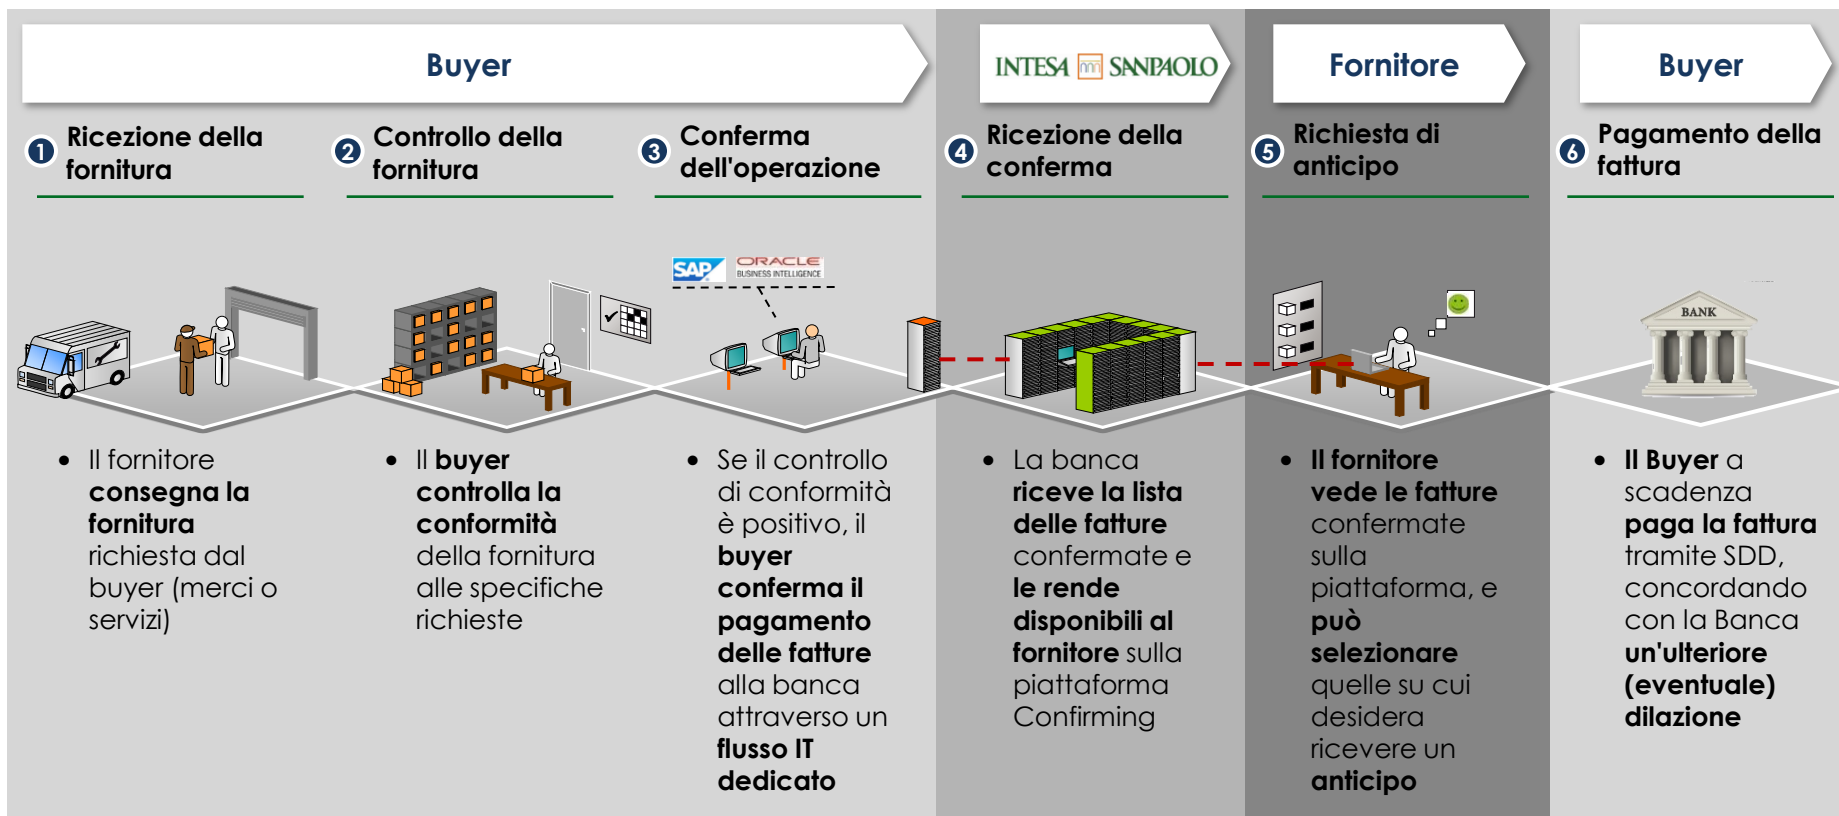 Buyer
INTESA SANPAOLO
Fornitore
Buyer
1 Ricezione della
fornitura
2 Controllo della
fornitura
3 Conferma
dell'operazione
4 Ricezione della
conferma
5 Richiesta di
anticipo
6 Pagamento della
fattura
SAP
ORACLE
BUSINESS INTELLIGENCE
BANK
• Il fornitore
consegna la
fornitura
richiesta dal
buyer (merci o
servizi)
• Il buyer
controlla la
conformità
della fornitura
alle specifiche
richieste
• Se il controllo
di conformità
è positivo, il
buyer
conferma il
pagamento
delle fatture
alla banca
attraverso un
flusso IT
dedicato
• La banca
riceve la lista
delle fatture
confermate e
le rende
disponibili al
fornitore sulla
piattaforma
Confirming
• Il fornitore
vede le fatture
confermate
sulla
piattaforma, e
può
selezionare
quelle su cui
desidera
ricevere un
anticipo
• Il Buyer a
scadenza
paga la fattura
tramite SDD,
concordando
con la Banca
un'ulteriore
(eventuale)
dilazione